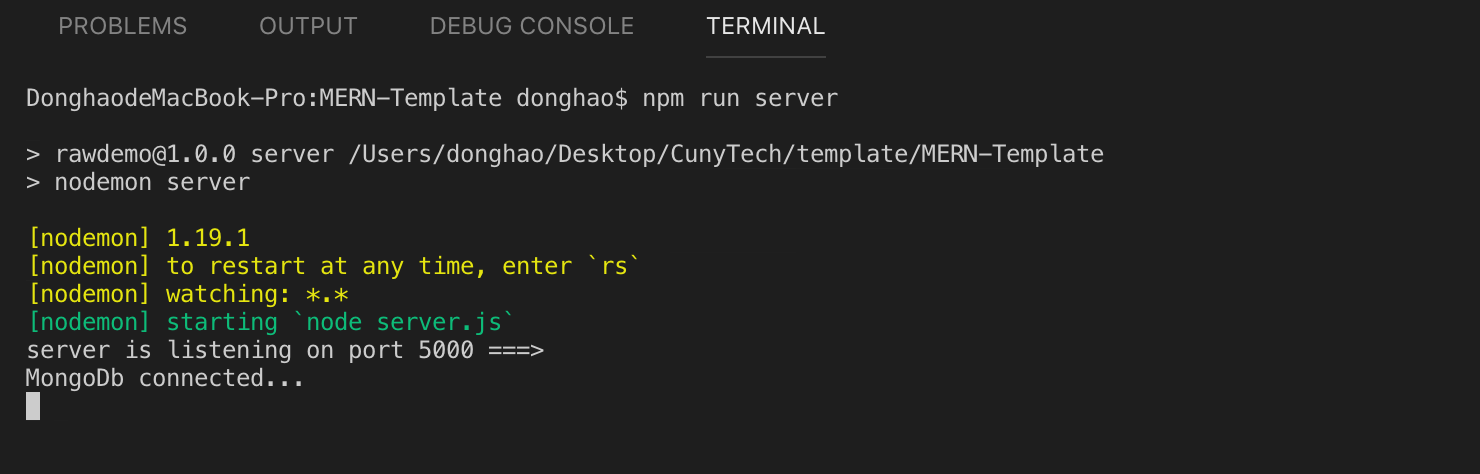 PROBLEMS OUTPUT DEBUG CONSOLE TERMINAL
DonghaodeMacBook-Pro:MERN-Template donghao$ npm run server
> rawdemo@1.0.0 server /Users/donghao/Desktop/CunyTech/template/MERN-Template
> nodemon server
[nodemon] 1.19.1
[nodemon] to restart at any time, enter `rs`
[nodemon] watching: *.*
[nodemon] starting `node server.js`
server is listening on port 5000 ===>
MongoDb connected...